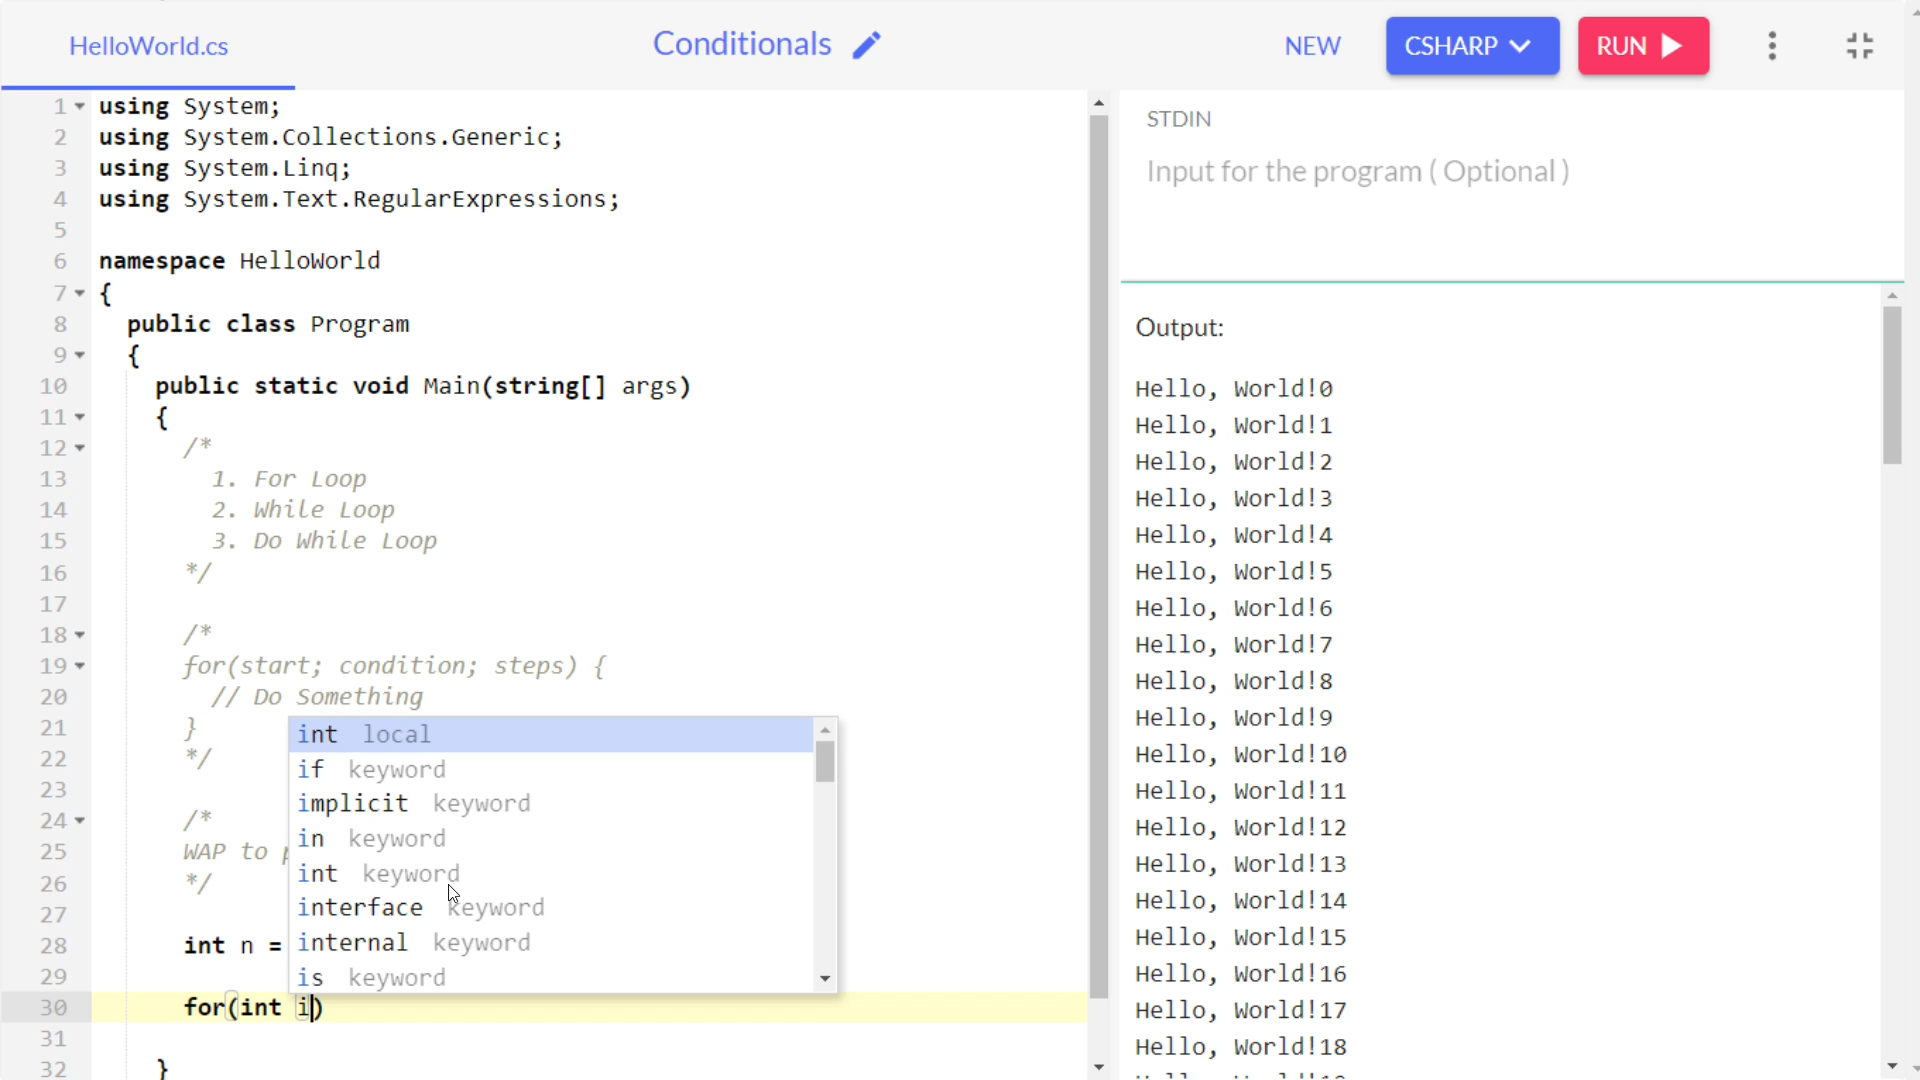 HelloWorld.cs
Conditionals
NEW
CSHARP
RUN
1 using System;
2 using System.Collections.Generic;
3 using System.Linq;
4 using System.Text.RegularExpressions;
5
6 namespace HelloWorld
7 {
8 public class Program
9 {
10 public static void Main(string[] args)
11 {
12 /*
13 1. For Loop
14 2. While Loop
15 3. Do While Loop
16 */
17
18 /*
19 for(start; condition; steps) {
20 // Do Something
21 }
22 */
23
24 /*
25 WAP to
26 */
27
28 int n =
29
30 for(int i)
31
32 }
int local
if keyword
implicit keyword
in keyword
int keyword
interface keyword
internal keyword
is keyword
STDIN
Input for the program ( Optional )
Output:
Hello, World!0
Hello, World!1
Hello, World!2
Hello, World!3
Hello, World!4
Hello, World!5
Hello, World!6
Hello, World!7
Hello, World!8
Hello, World!9
Hello, World!10
Hello, World!11
Hello, World!12
Hello, World!13
Hello, World!14
Hello, World!15
Hello, World!16
Hello, World!17
Hello, World!18